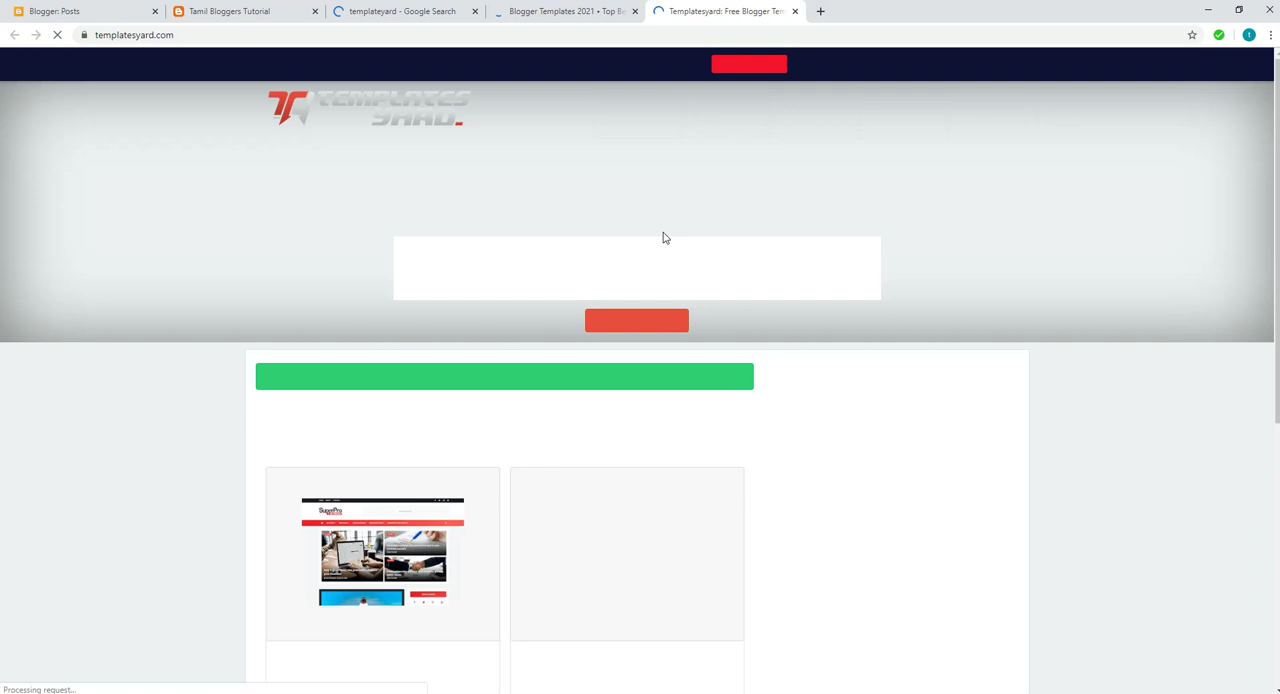 Blogger: Posts
Tamil Bloggers Tutorial
templateyard - Google Search
Blogger Templates 2021 • Top Be
Templatesyard: Free Blogger Tem
templatesyard.com
t
TEMPLATES
YARD.
SuperPro
Processing request...